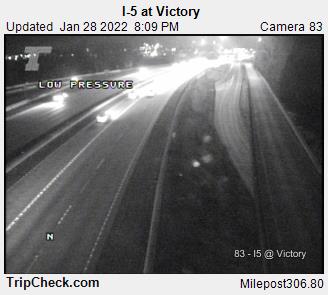 I-5 at Victory
Updated Jan 28 2022 8:09 PM Camera 83
LOW PRESSURE
N
83 - I5 @ Victory
TripCheck.com Milepost306.80